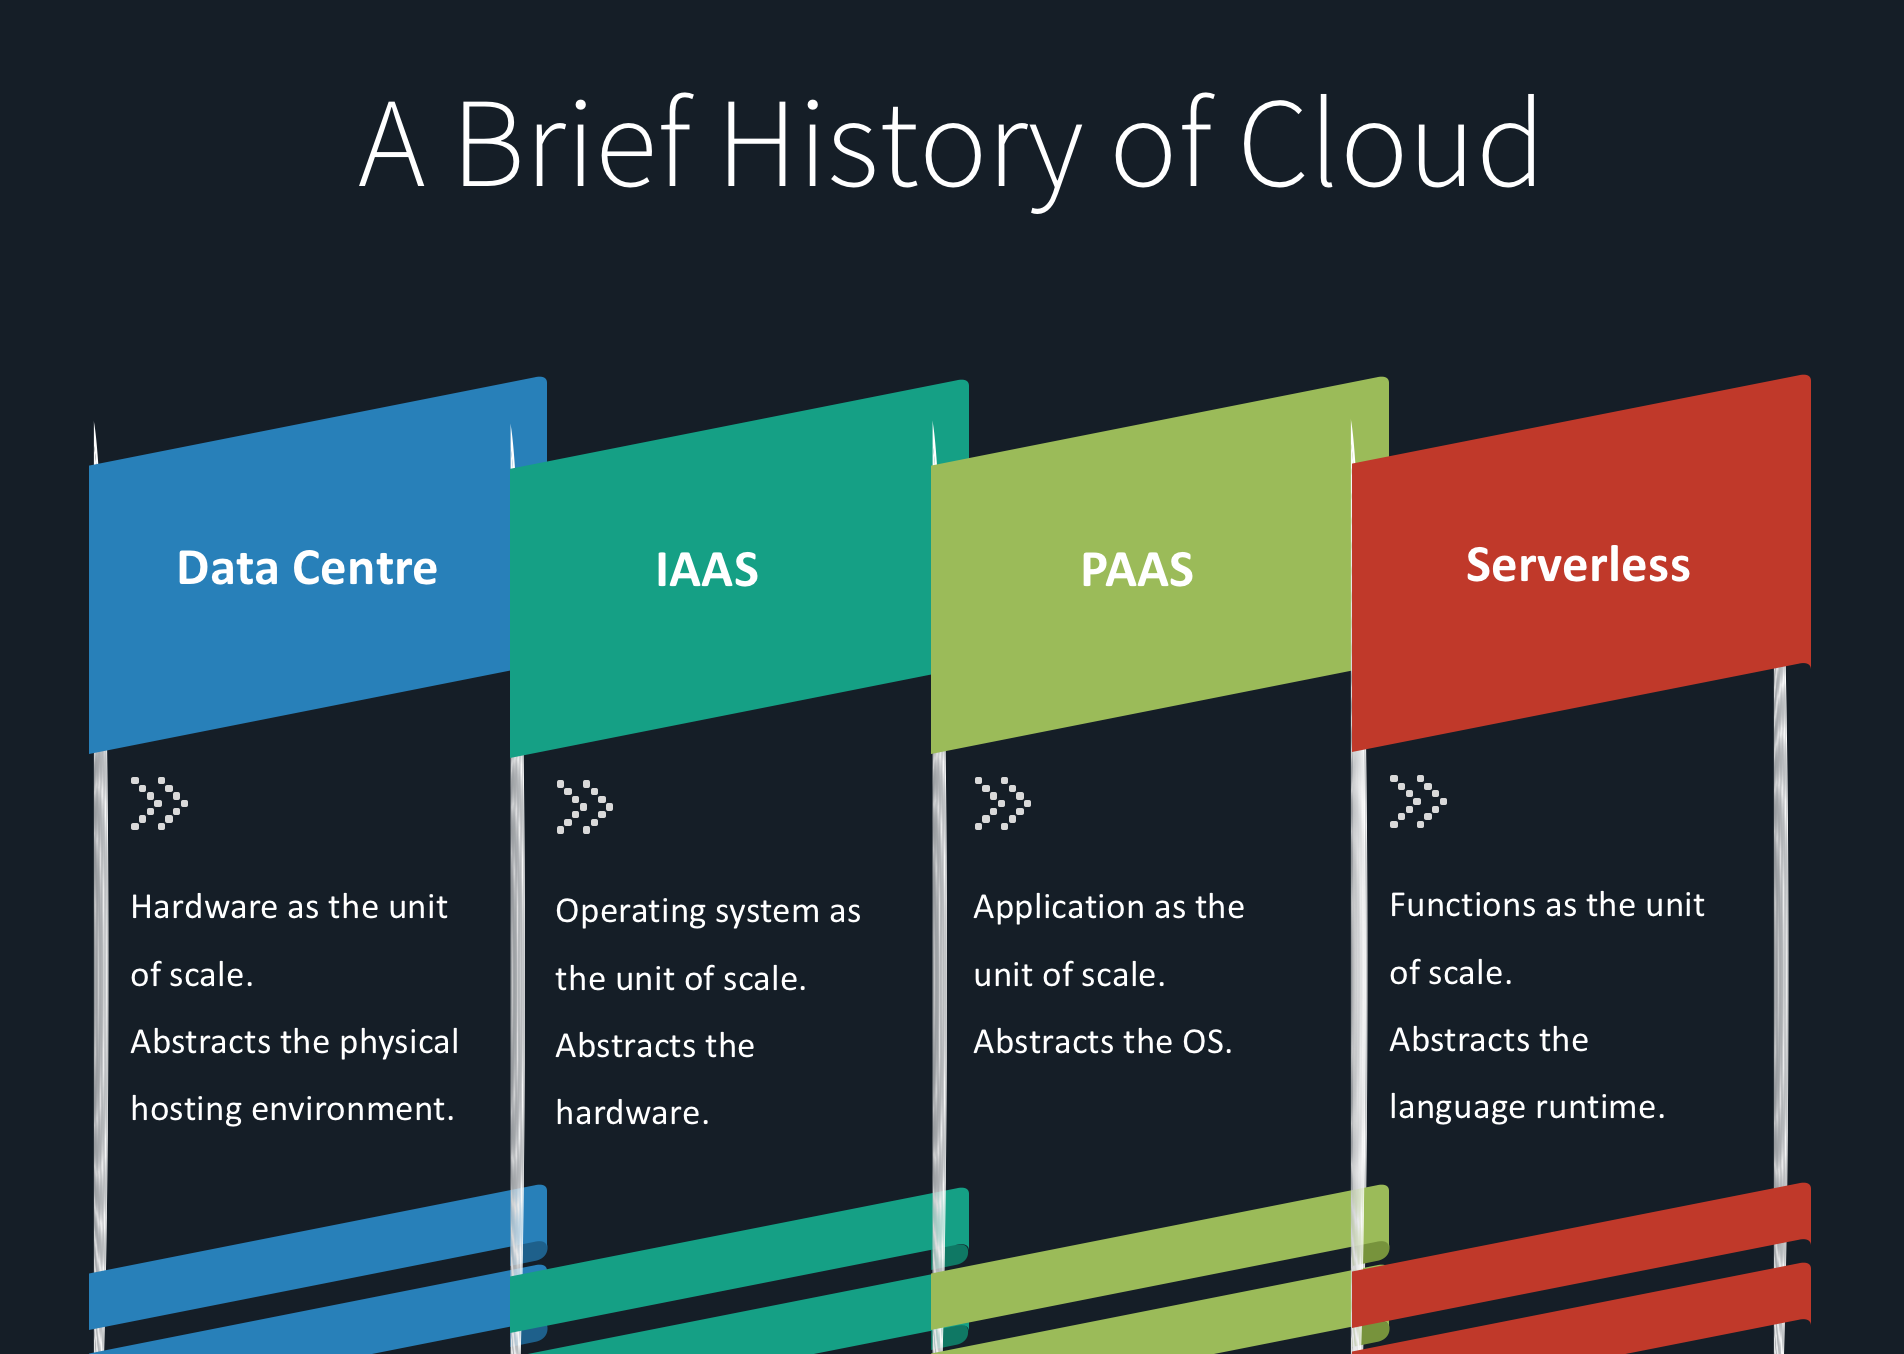 A Brief History of Cloud
Data Centre
Hardware as the unit
of scale.
Abstracts the physical
hosting environment.
IAAS
Operating system as
the unit of scale.
Abstracts the
hardware.
PAAS
Application as the
unit of scale.
Abstracts the OS.
Serverless
Functions as the unit
of scale.
Abstracts the
language runtime.